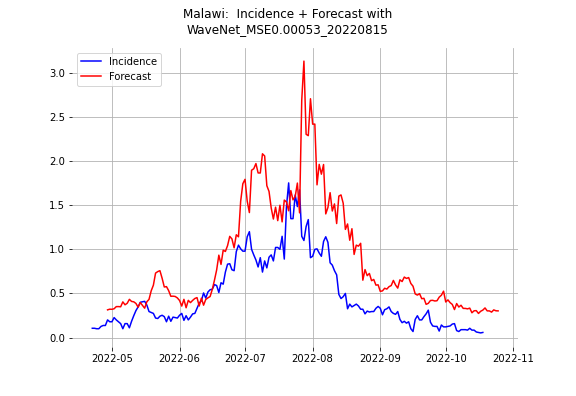 Malawi:  Incidence + Forecast with
WaveNet_MSE0.00053_20220815
Incidence
Forecast
3.0
2.5
2.0
1.5
1.0
0.5
0.0
2022-05 2022-06 2022-07 2022-08 2022-09 2022-10 2022-11